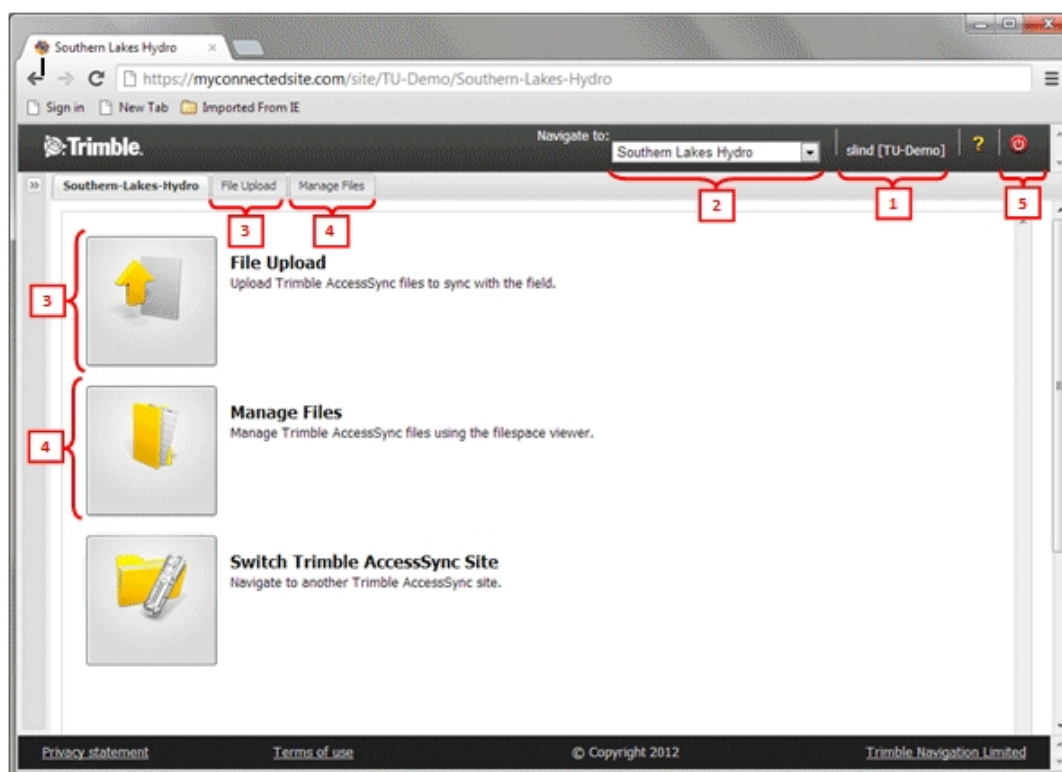 Southern Lakes Hydro
https://myconnectedsite.com/site/TU-Demo/Southern-Lakes-Hydro
Sign in New Tab Imported From IE
Trimble.
Navigate to: Southern Lakes Hydro
slind [TU-Demo]
?
2
1
5
Southern-Lakes-Hydro File Upload Manage Files
3
4
3
File Upload
Upload Trimble AccessSync files to sync with the field.
4
Manage Files
Manage Trimble AccessSync files using the filespace viewer.
Switch Trimble AccessSync Site
Navigate to another Trimble AccessSync site.
Privacy statement Terms of use © Copyright 2012 Trimble Navigation Limited